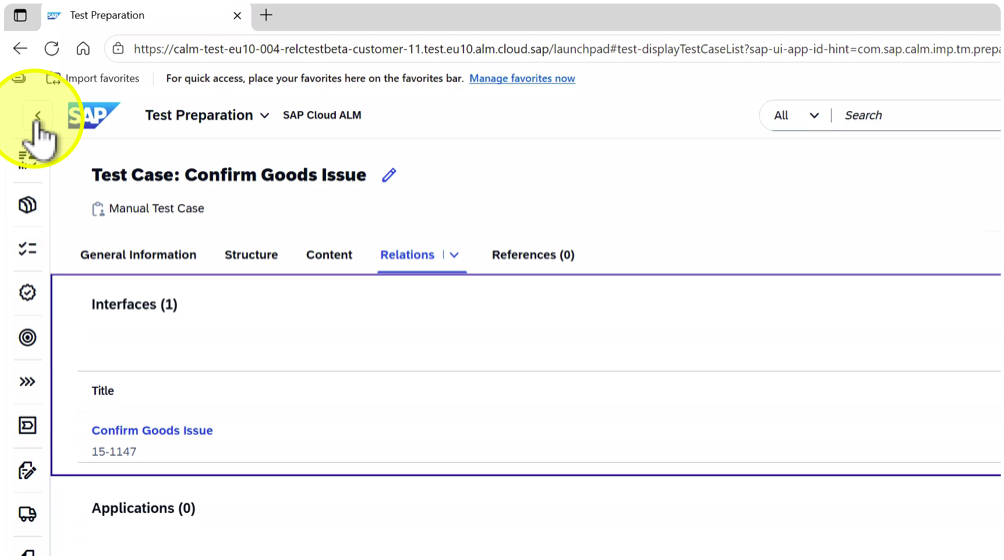 SAP Test Preparation
https://calm-test-eu10-004-relctestbeta-customer-11.test.eu10.alm.cloud.sap/launchpad#test-displayTestCaseList?sap-ui-app-id-hint=com.sap.calm.imp.tm.prepa
Import favorites For quick access, place your favorites here on the favorites bar. Manage favorites now
SAP Test Preparation SAP Cloud ALM All Search
Test Case: Confirm Goods Issue
Manual Test Case
General Information Structure Content Relations References (0)
Interfaces (1)
Title
Confirm Goods Issue
15-1147
Applications (0)